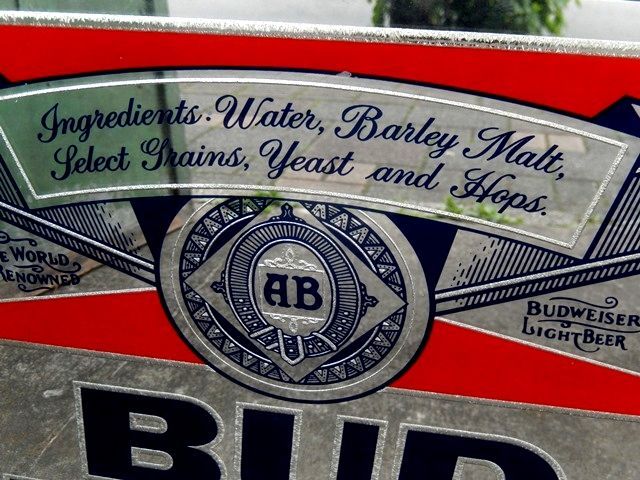 Ingredients. Water, Barley Malt,
Select Grains, Yeast and Hops.
WORLD
RENOWNED
AB
BUDWEISER
LIGHT BEER
BUD